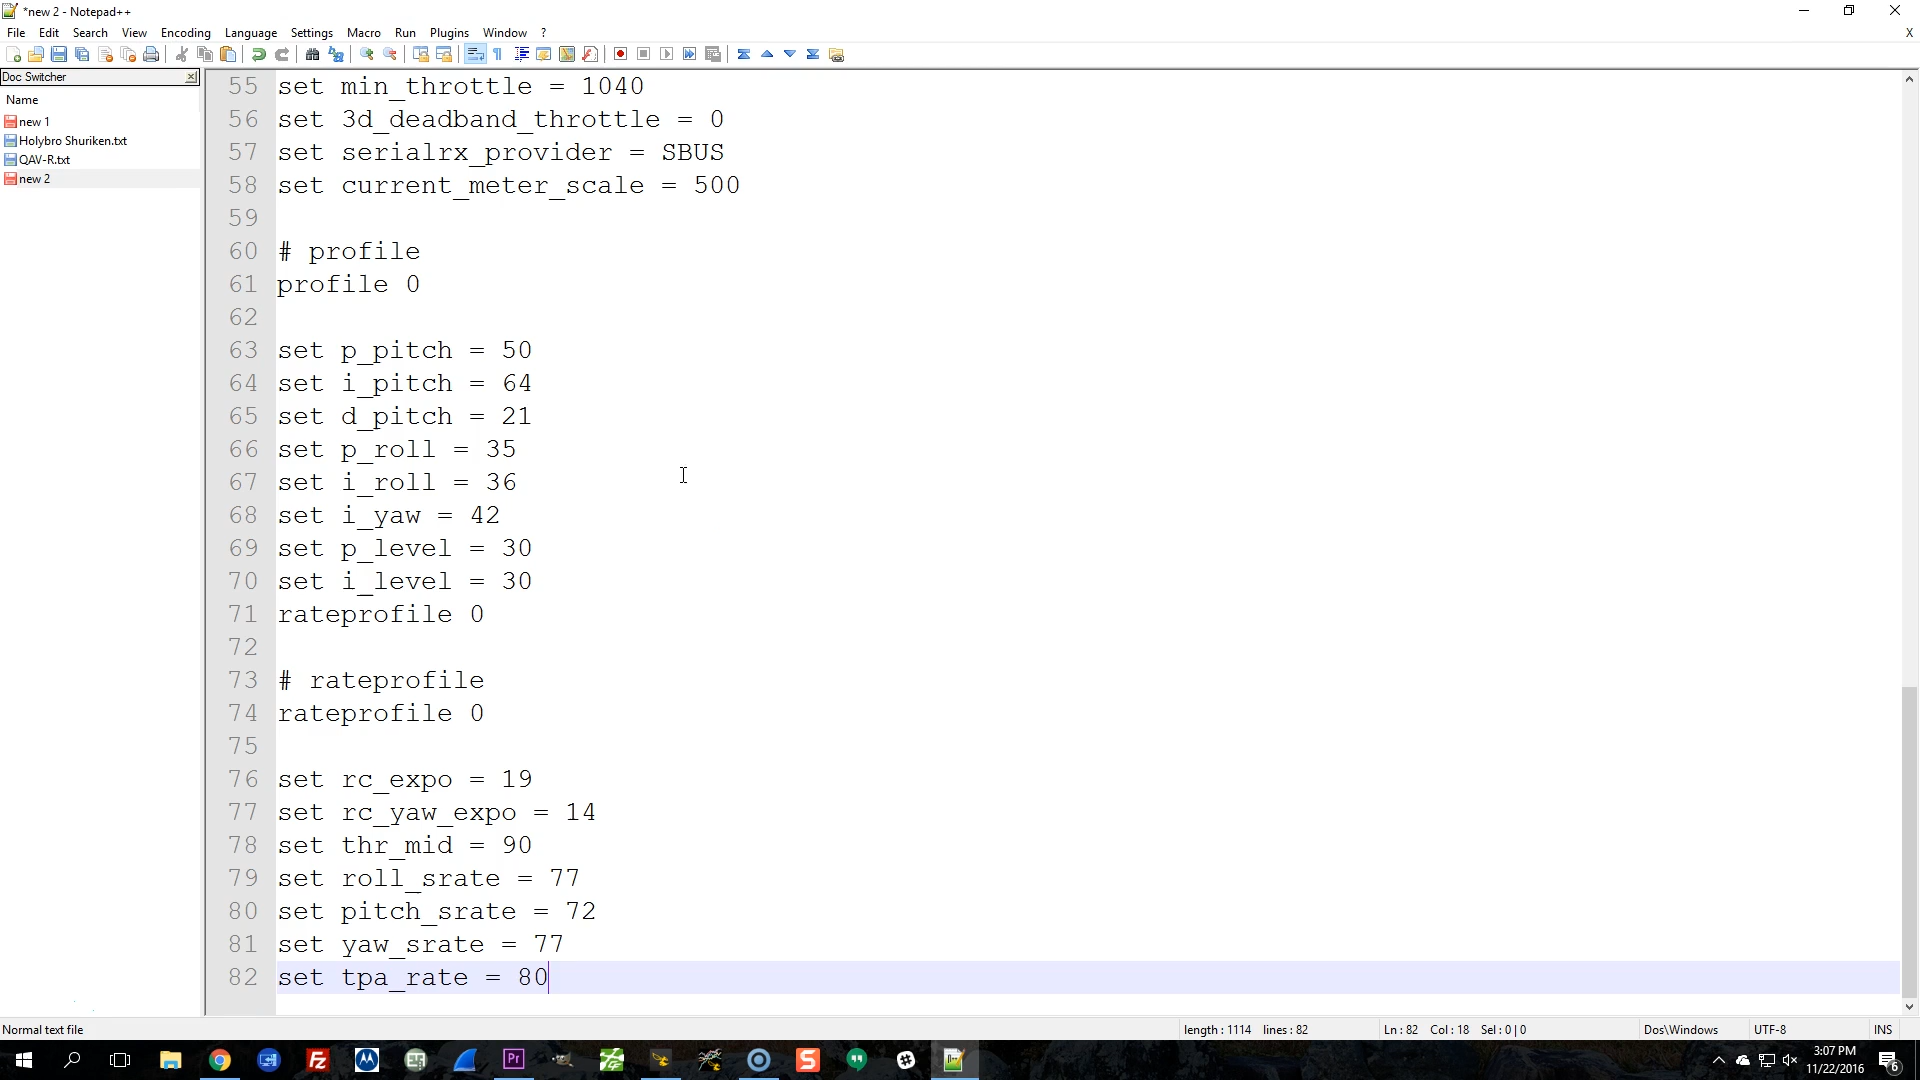 *new 2 - Notepad++
File Edit Search View Encoding Language Settings Macro Run Plugins Window ? X
Doc Switcher
Name
new 1
Holybro Shuriken.txt
QAV-R.txt
new 2
55 set min_throttle = 1040
56 set 3d_deadband_throttle = 0
57 set serialrx_provider = SBUS
58 set current_meter_scale = 500
59
60 # profile
61 profile 0
62
63 set p_pitch = 50
64 set i_pitch = 64
65 set d_pitch = 21
66 set p_roll = 35
67 set i_roll = 36
68 set i_yaw = 42
69 set p_level = 30
70 set i_level = 30
71 rateprofile 0
72
73 # rateprofile
74 rateprofile 0
75
76 set rc_expo = 19
77 set rc_yaw_expo = 14
78 set thr_mid = 90
79 set roll_srate = 77
80 set pitch_srate = 72
81 set yaw_srate = 77
82 set tpa_rate = 80
Normal text file length : 1114 lines : 82 Ln : 82 Col : 18 Sel : 0 | 0 Dos\Windows UTF-8 INS
3:07 PM
11/22/2016